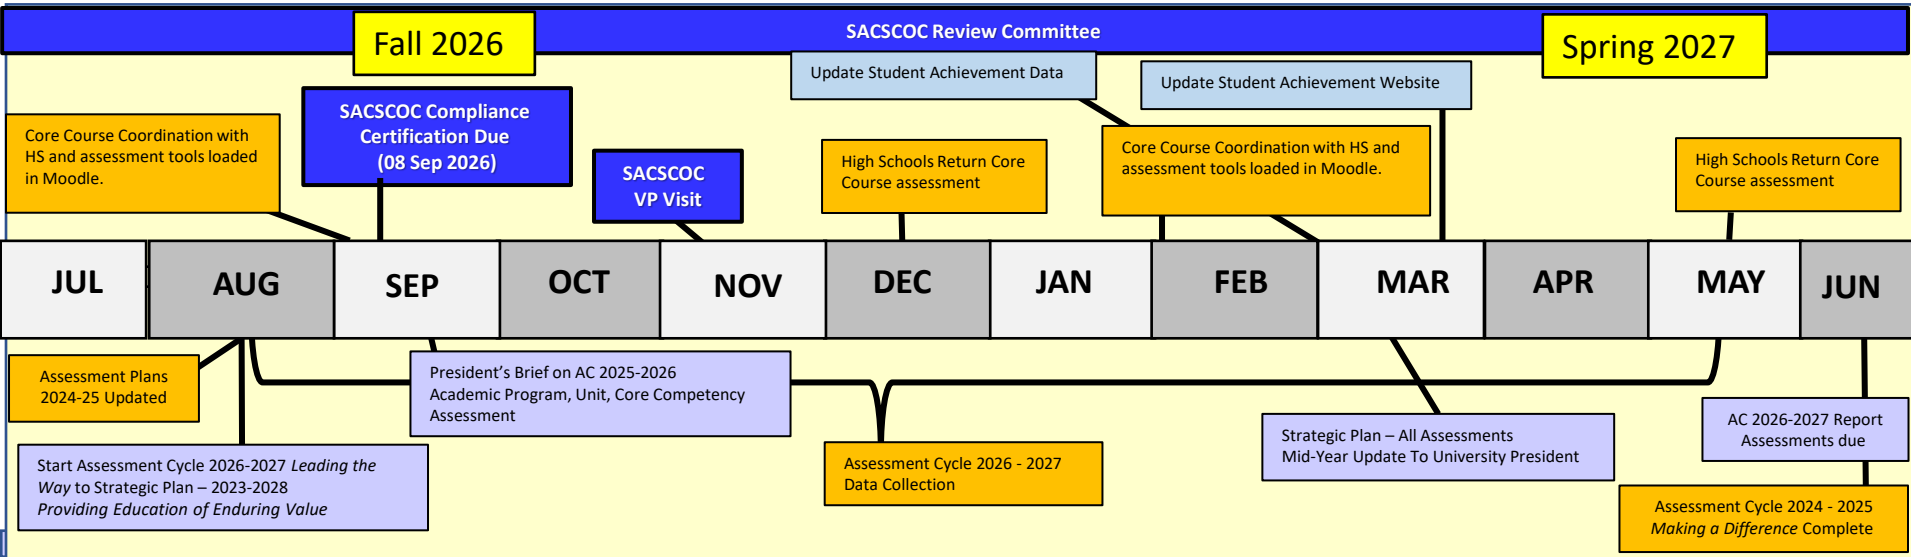 SACSCOC Review Committee
Fall 2026
Spring 2027
Update Student Achievement Data
Update Student Achievement Website
SACSCOC Compliance
Certification Due
(08 Sep 2026)
Core Course Coordination with
HS and assessment tools loaded
in Moodle.
SACSCOC
VP Visit
High Schools Return Core
Course assessment
Core Course Coordination with HS and
assessment tools loaded in Moodle.
High Schools Return Core
Course assessment
JUL
AUG
SEP
OCT
NOV
DEC
JAN
FEB
MAR
APR
MAY
JUN
Assessment Plans
2024-25 Updated
President’s Brief on AC 2025-2026
Academic Program, Unit, Core Competency
Assessment
Start Assessment Cycle 2026-2027 Leading the
Way to Strategic Plan – 2023-2028
Providing Education of Enduring Value
Assessment Cycle 2026 - 2027
Data Collection
Strategic Plan – All Assessments
Mid-Year Update To University President
AC 2026-2027 Report
Assessments due
Assessment Cycle 2024 - 2025
Making a Difference Complete